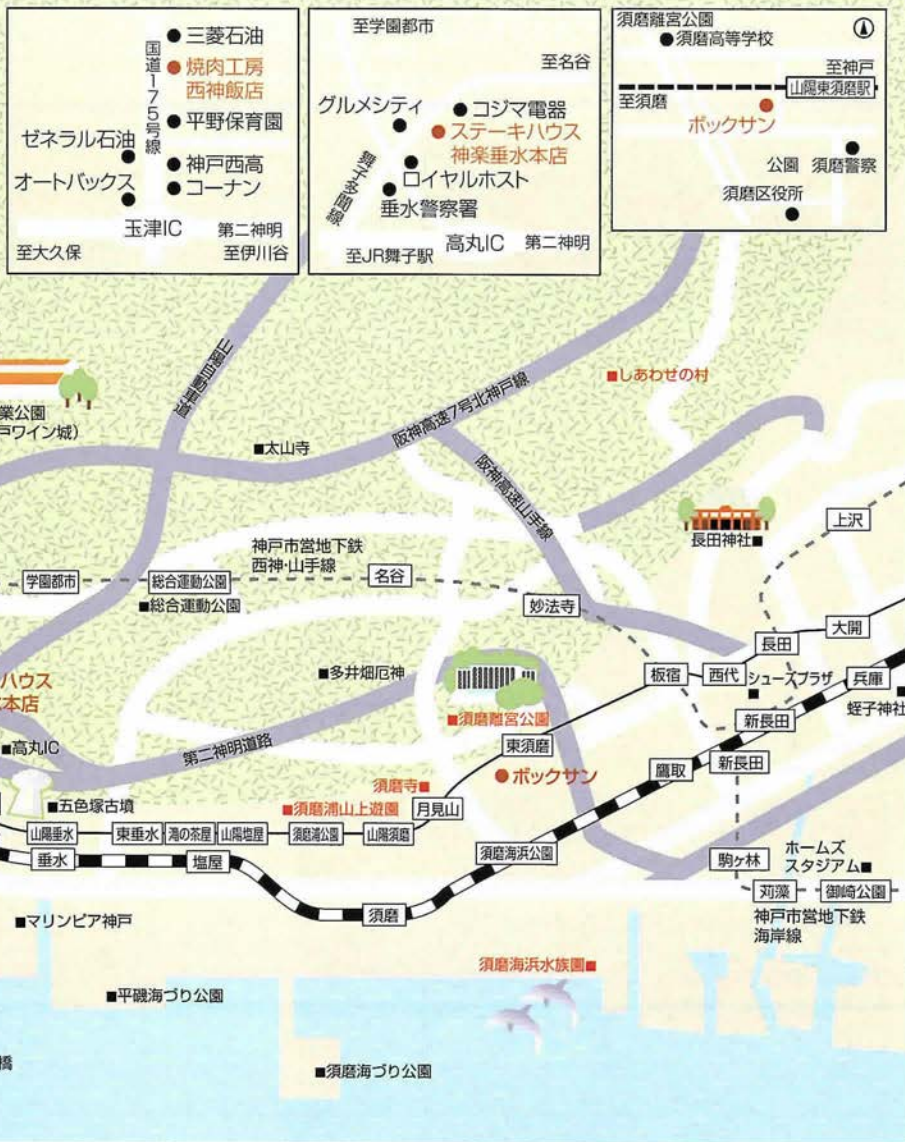 三菱石油
国道175号線
焼肉工房
西神飯店
平野保育園
ゼネラル石油
神戸西高
オートバックス
コーナン
玉津IC
第二神明
至大久保
至伊川谷
至学園都市
至名谷
グルメシティ
コジマ電器
ステーキハウス
神楽垂水本店
舞子多聞線
ロイヤルホスト
垂水警察署
高丸IC
第二神明
至JR舞子駅
須磨離宮公園
須磨高等学校
至神戸
山陽東須磨駅
至須磨
ボックサン
公園
須磨警察
須磨区役所
山陽自動車道
しあわせの村
業公園
戸ワイン城)
阪神高速7号北神戸線
太山寺
阪神高速山手線
長田神社
上沢
神戸市営地下鉄
西神・山手線
学園都市
総合運動公園
名谷
総合運動公園
妙法寺
大開
長田
多井畑厄神
板宿
西代
シューズプラザ
兵庫
蛭子神社
ハウス
本店
須磨離宮公園
新長田
高丸IC
第二神明道路
東須磨
新長田
鷹取
ボックサン
須磨寺
五色塚古墳
須磨浦山上遊園
月見山
山陽垂水
東垂水
滝の茶屋
山陽塩屋
須磨浦公園
山陽須磨
垂水
塩屋
須磨海浜公園
駒ヶ林
ホームズ
スタジアム
苅藻
御崎公園
神戸市営地下鉄
海岸線
マリンピア神戸
須磨
須磨海浜水族園
平磯海づり公園
橋
須磨海づり公園